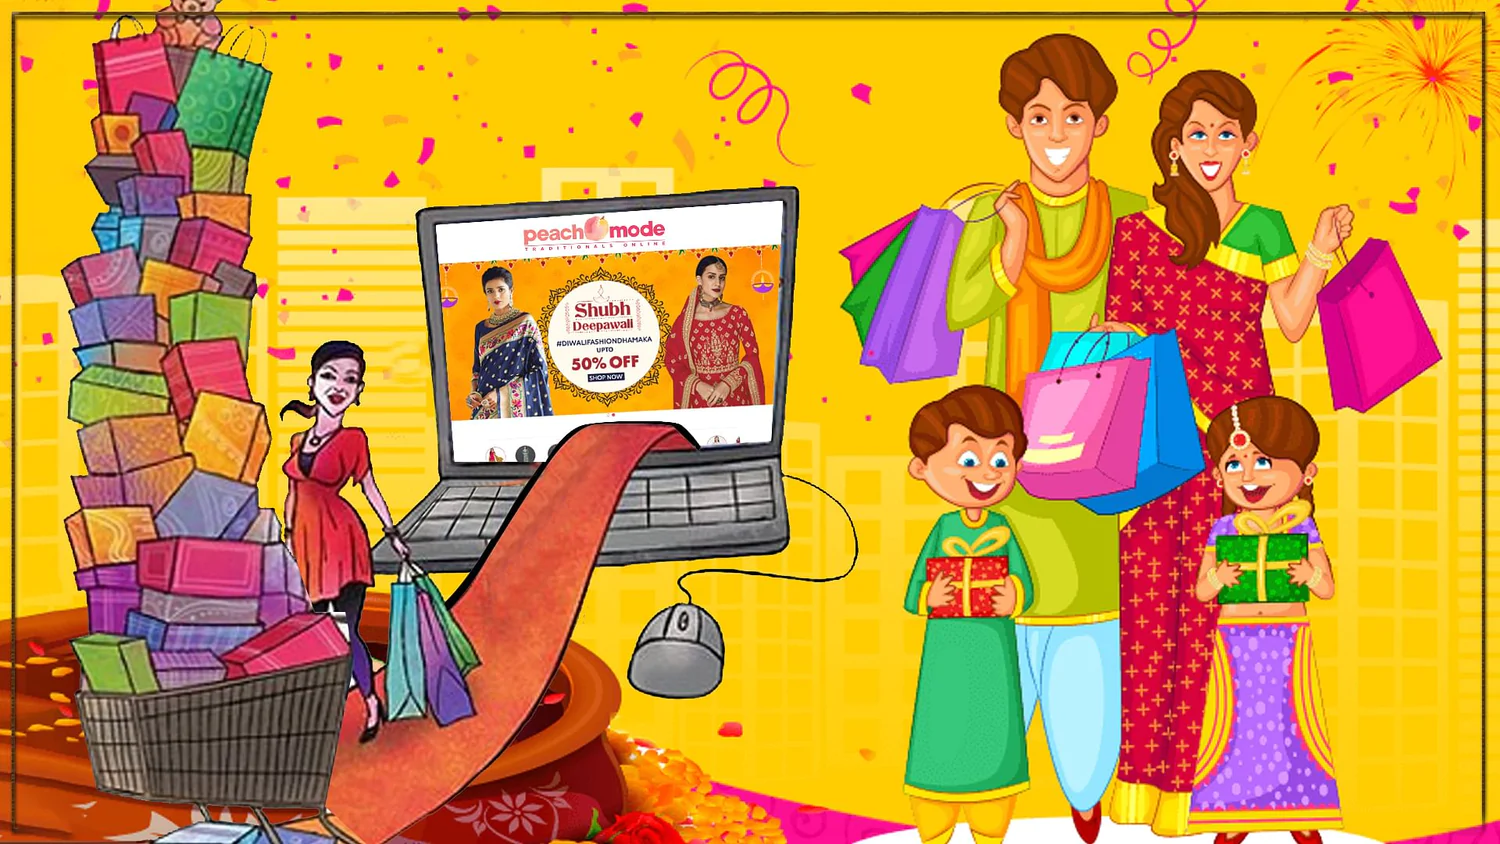 peach mode
TRADITIONALS ONLINE
Shubh
Deepawali
#DIWALIFASHIONDHAMAKA
UPTO
50% OFF
SHOP NOW